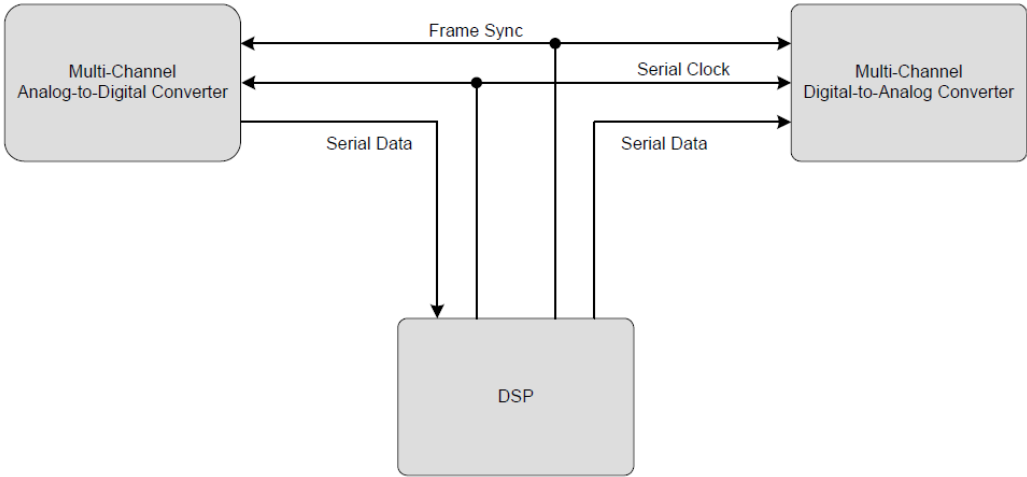 Frame Sync
Multi-Channel
Analog-to-Digital Converter
Serial Clock
Multi-Channel
Digital-to-Analog Converter
Serial Data
Serial Data
DSP